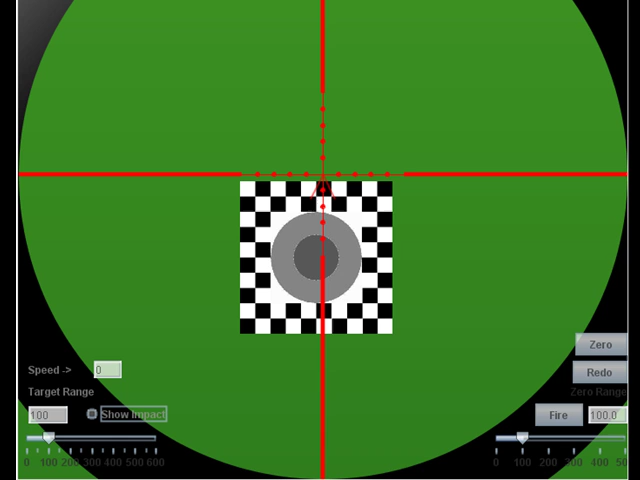 Zero
Speed -> 0
Redo
Target Range
Zero Range
100
Show Impact
Fire
100.0
0 100 200 300 400 500 600
0 100 200 300 400 50